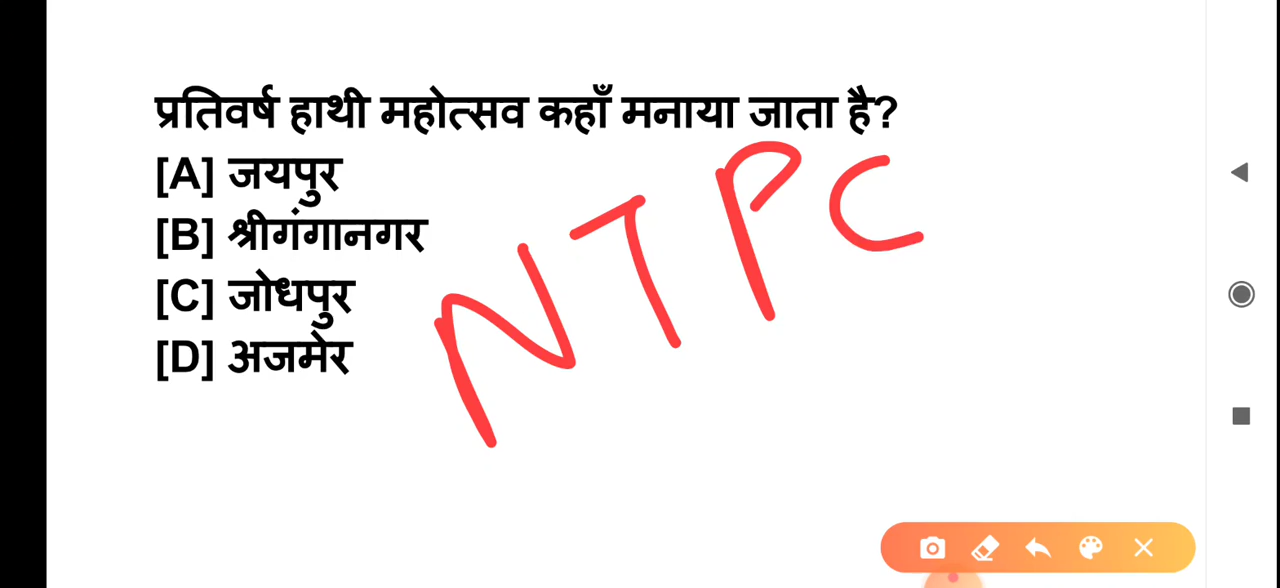 प्रतिवर्ष हाथी महोत्सव कहाँ मनाया जाता है?
[A] जयपुर
[B] श्रीगंगानगर
[C] जोधपुर
[D] अजमेर
NTPC